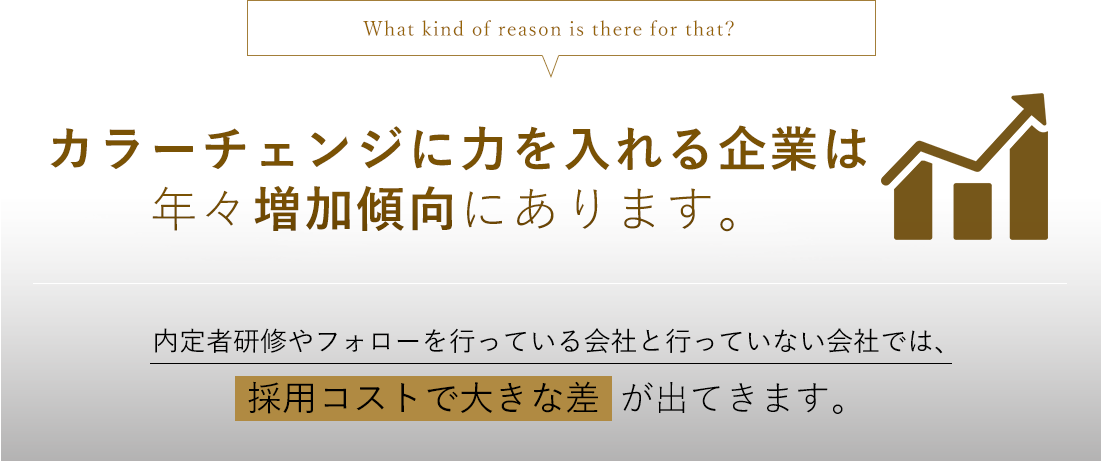 What kind of reason is there for that?
カラーチェンジに力を入れる企業は
年々増加傾向にあります。
内定者研修やフォローを行っている会社と行っていない会社では、
採用コストで大きな差 が出てきます。